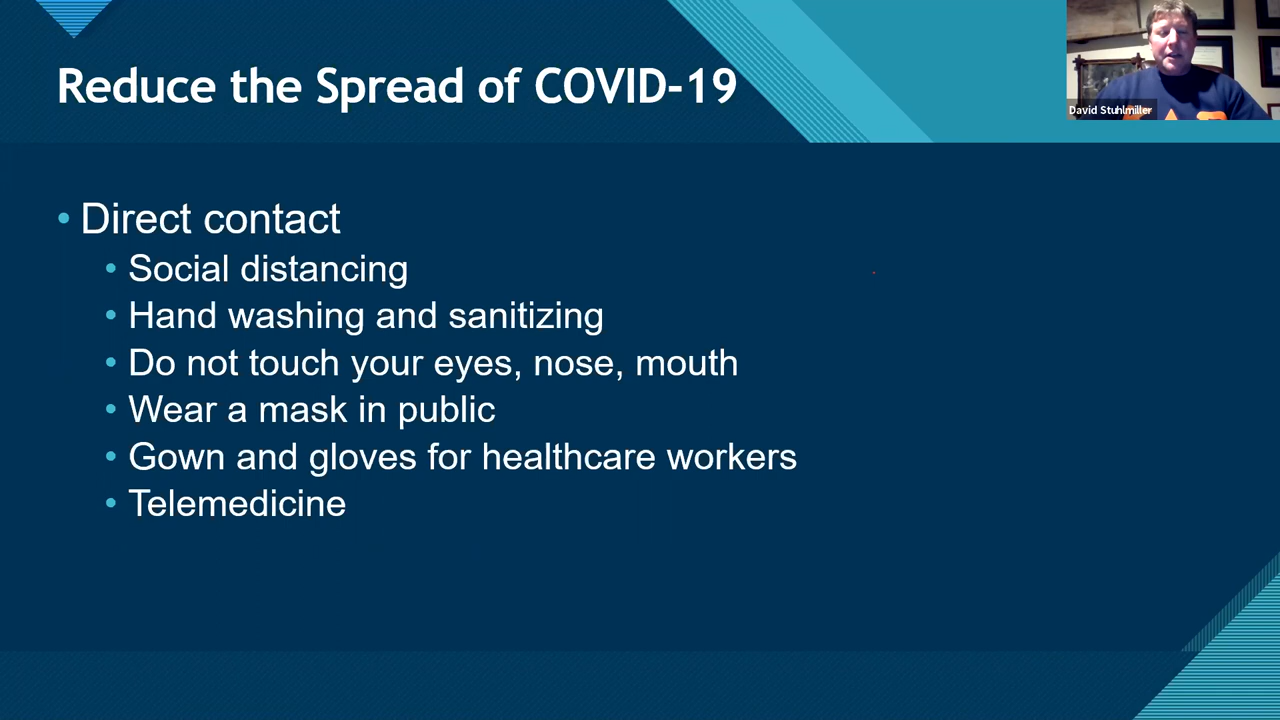 Reduce the Spread of COVID-19
David Stuhlmiller
• Direct contact
• Social distancing
• Hand washing and sanitizing
• Do not touch your eyes, nose, mouth
• Wear a mask in public
• Gown and gloves for healthcare workers
• Telemedicine